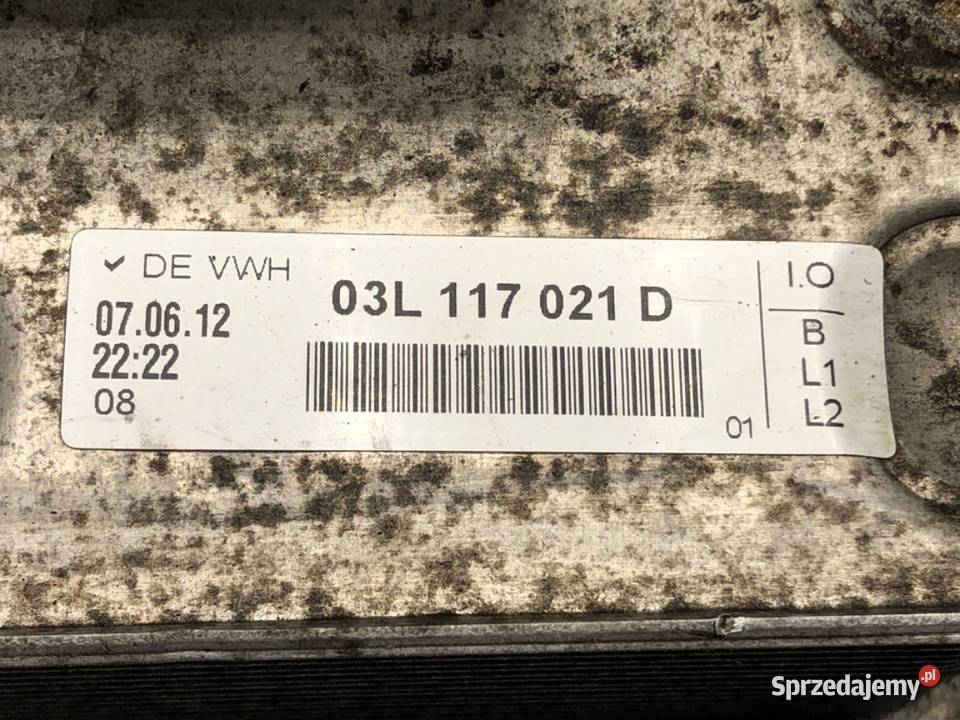 DE VWH
07.06.12
22:22
08
03L 117 021 D
01
I.O
B
L1
L2
Sprzedajemy.pl